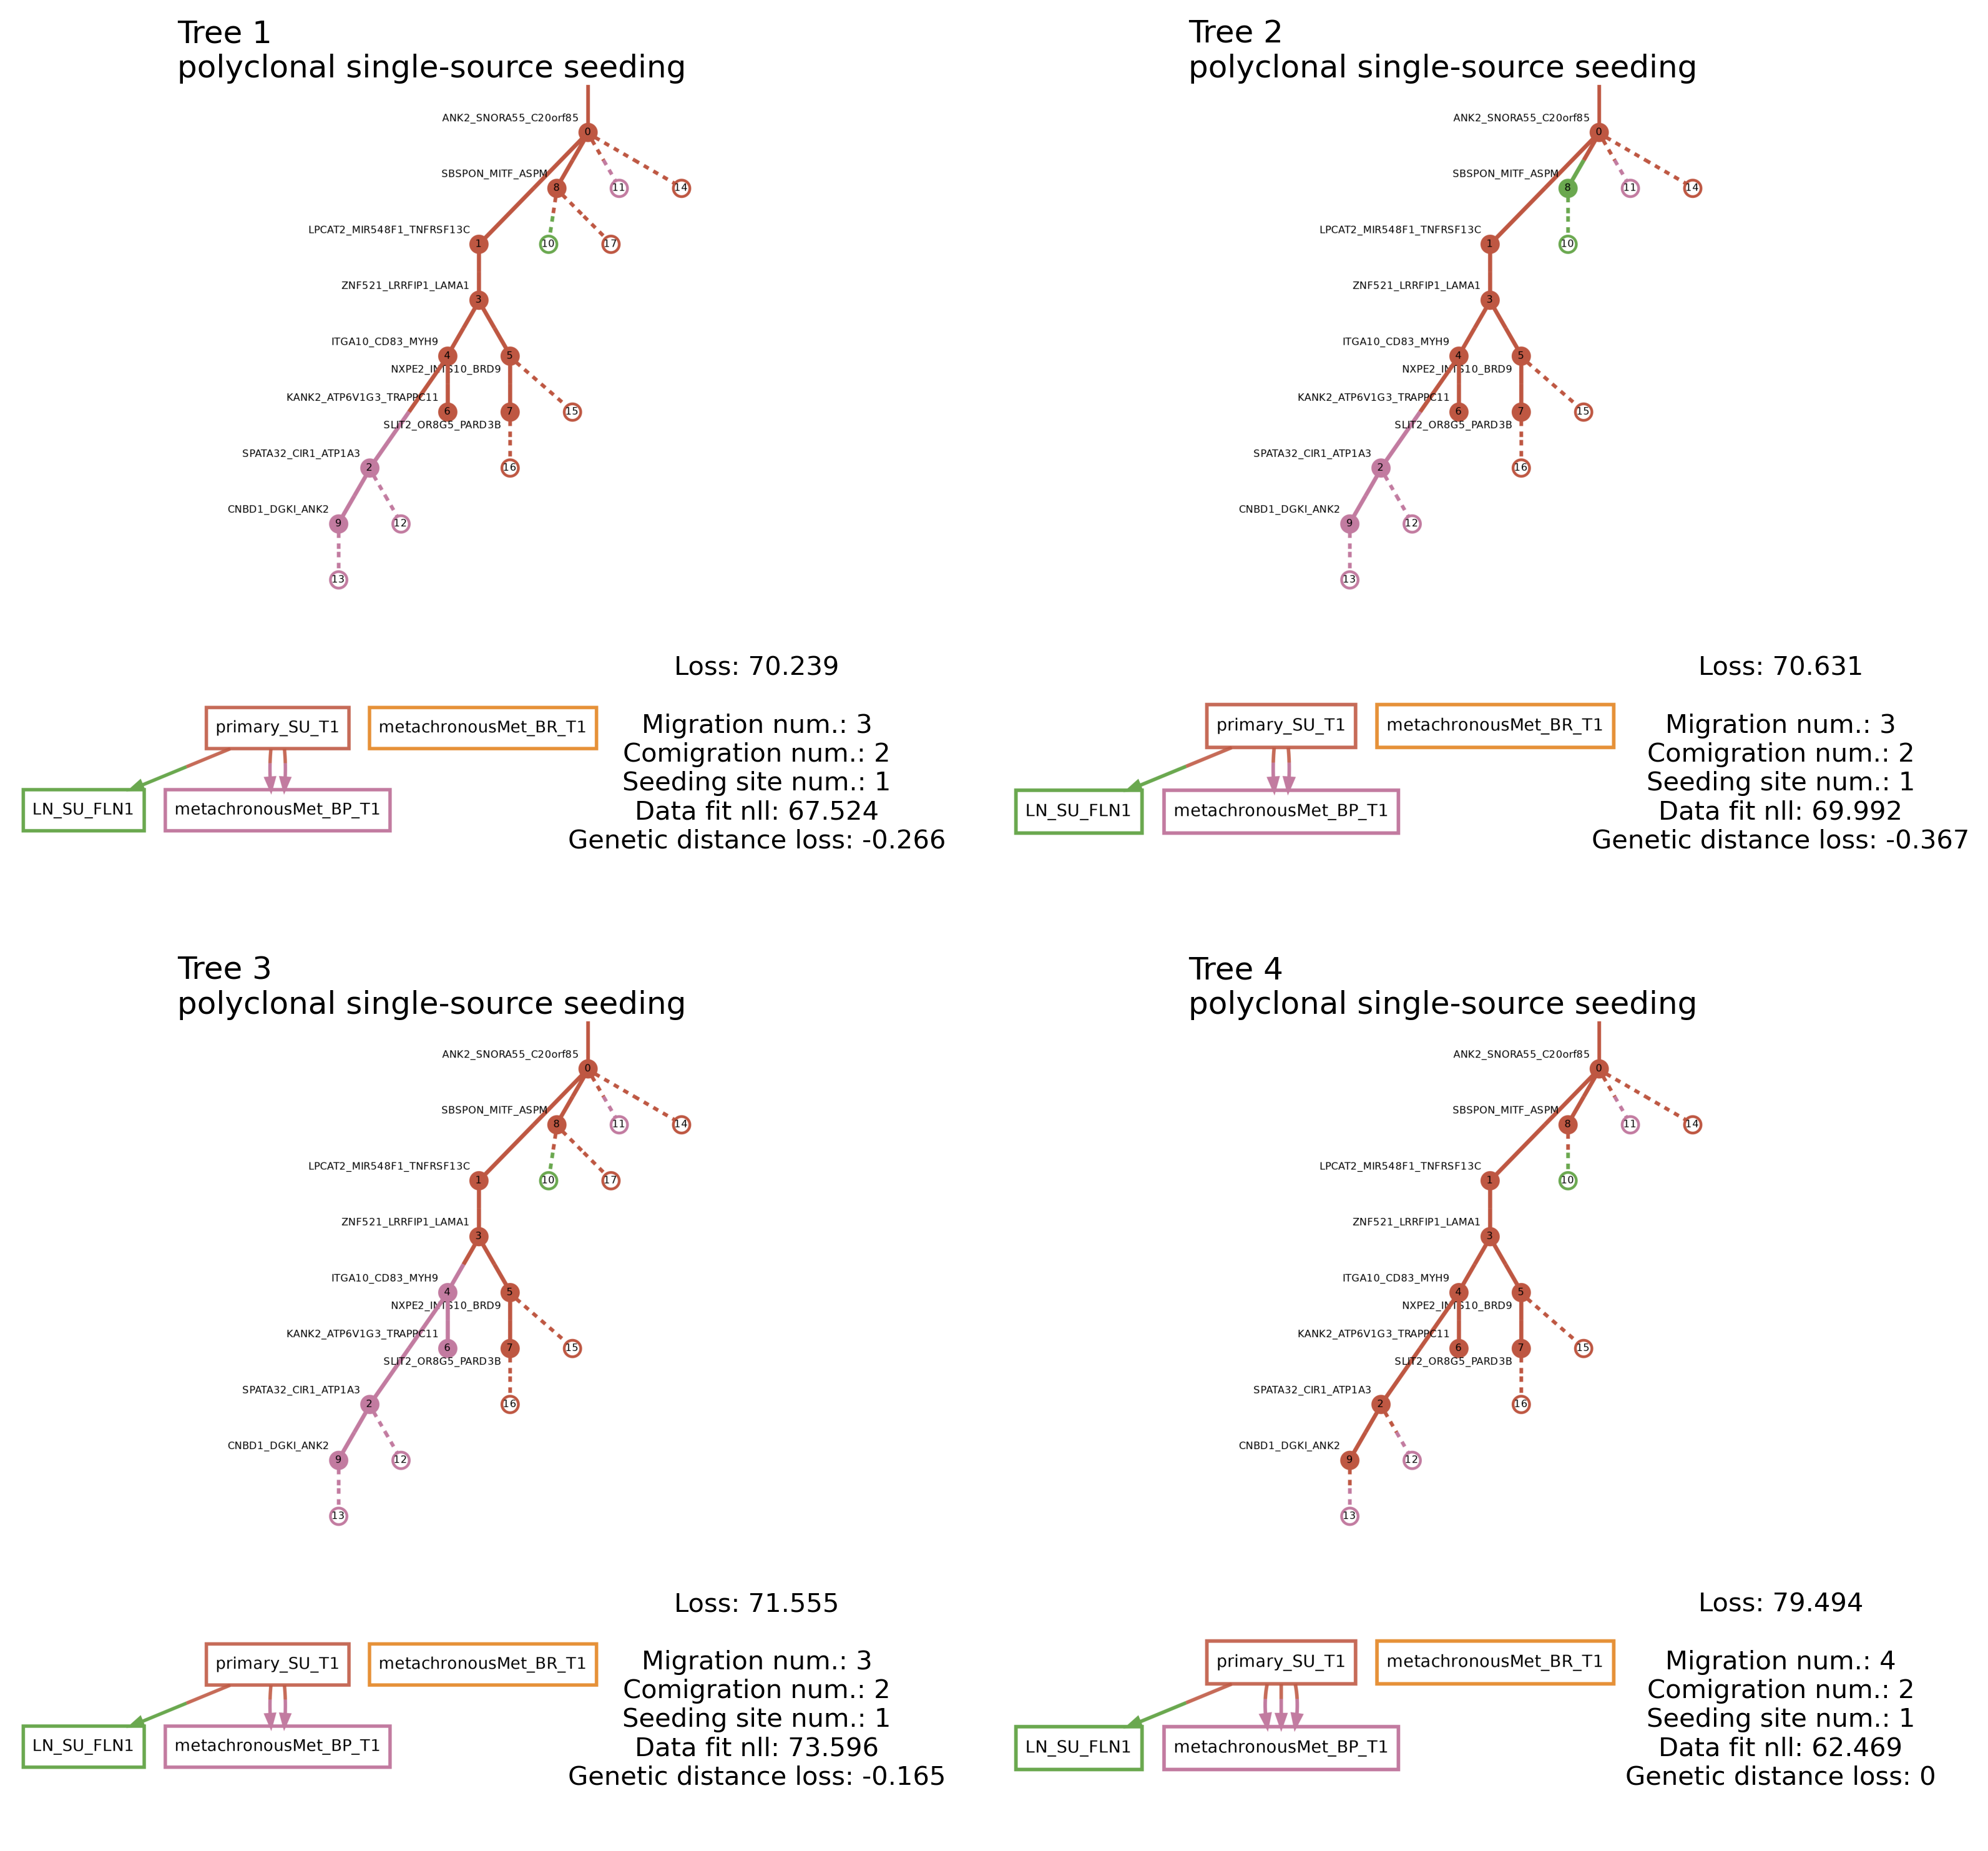 Tree 1
polyclonal single-source seeding
ANK2_SNORA55_C20orf85
0
SBSPON_MITF_ASPM
8
11
14
LPCAT2_MIR548F1_TNFRSF13C
1
10
17
ZNF521_LRRFIP1_LAMA1
3
ITGA10_CD83_MYH9
4
5
NXPE2_INTS10_BRD9
KANK2_ATP6V1G3_TRAPPC11
6
7
15
SLIT2_OR8G5_PARD3B
SPATA32_CIR1_ATP1A3
2
16
CNBD1_DGKI_ANK2
9
12
13
Loss: 70.239
primary_SU_T1
metachronousMet_BR_T1
LN_SU_FLN1
metachronousMet_BP_T1
Migration num.: 3
Comigration num.: 2
Seeding site num.: 1
Data fit nll: 67.524
Genetic distance loss: -0.266
Tree 2
polyclonal single-source seeding
ANK2_SNORA55_C20orf85
0
SBSPON_MITF_ASPM
8
11
14
LPCAT2_MIR548F1_TNFRSF13C
1
10
ZNF521_LRRFIP1_LAMA1
3
ITGA10_CD83_MYH9
4
5
NXPE2_INTS10_BRD9
KANK2_ATP6V1G3_TRAPPC11
6
7
15
SLIT2_OR8G5_PARD3B
SPATA32_CIR1_ATP1A3
2
16
CNBD1_DGKI_ANK2
9
12
13
Loss: 70.631
primary_SU_T1
metachronousMet_BR_T1
LN_SU_FLN1
metachronousMet_BP_T1
Migration num.: 3
Comigration num.: 2
Seeding site num.: 1
Data fit nll: 69.992
Genetic distance loss: -0.367
Tree 3
polyclonal single-source seeding
ANK2_SNORA55_C20orf85
0
SBSPON_MITF_ASPM
8
11
14
LPCAT2_MIR548F1_TNFRSF13C
1
10
17
ZNF521_LRRFIP1_LAMA1
3
ITGA10_CD83_MYH9
4
5
NXPE2_INTS10_BRD9
KANK2_ATP6V1G3_TRAPPC11
6
7
15
SLIT2_OR8G5_PARD3B
SPATA32_CIR1_ATP1A3
2
16
CNBD1_DGKI_ANK2
9
12
13
Loss: 71.555
primary_SU_T1
metachronousMet_BR_T1
LN_SU_FLN1
metachronousMet_BP_T1
Migration num.: 3
Comigration num.: 2
Seeding site num.: 1
Data fit nll: 73.596
Genetic distance loss: -0.165
Tree 4
polyclonal single-source seeding
ANK2_SNORA55_C20orf85
0
SBSPON_MITF_ASPM
8
11
14
LPCAT2_MIR548F1_TNFRSF13C
1
10
ZNF521_LRRFIP1_LAMA1
3
ITGA10_CD83_MYH9
4
5
NXPE2_INTS10_BRD9
KANK2_ATP6V1G3_TRAPPC11
6
7
15
SLIT2_OR8G5_PARD3B
SPATA32_CIR1_ATP1A3
2
16
CNBD1_DGKI_ANK2
9
12
13
Loss: 79.494
primary_SU_T1
metachronousMet_BR_T1
LN_SU_FLN1
metachronousMet_BP_T1
Migration num.: 4
Comigration num.: 2
Seeding site num.: 1
Data fit nll: 62.469
Genetic distance loss: 0